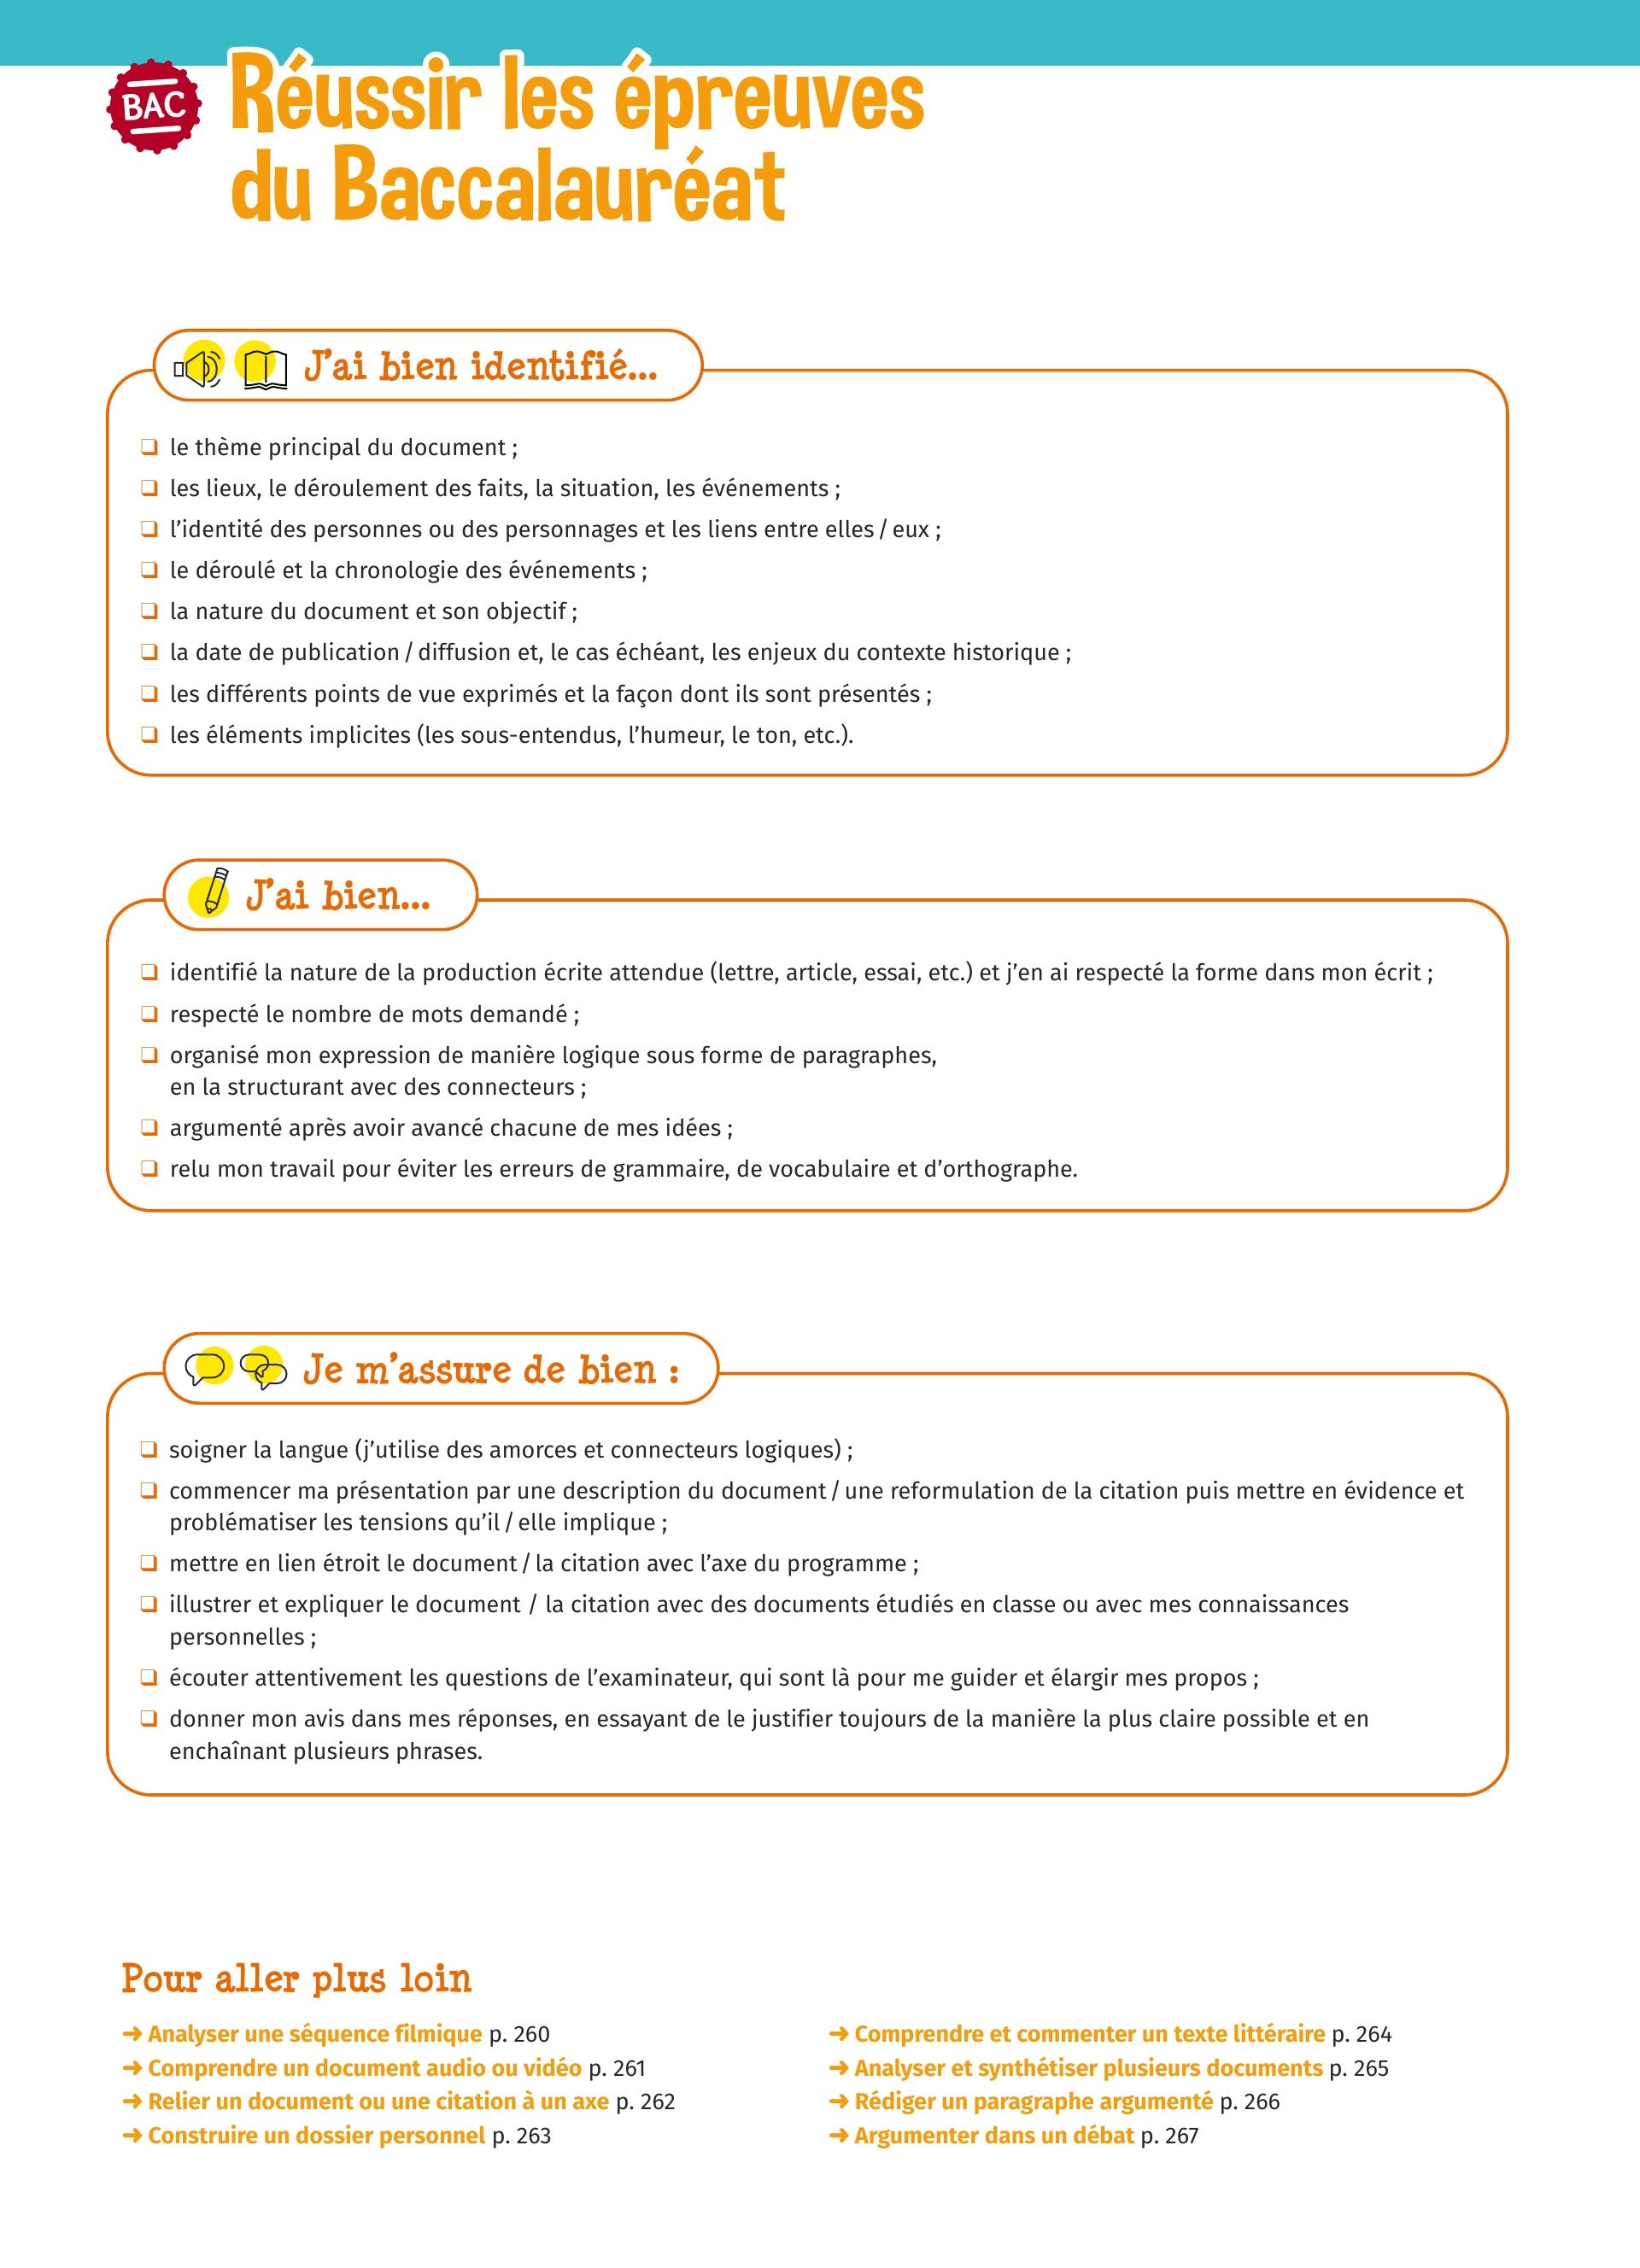 BAC
Réussir les épreuves
du Baccalauréat
J'ai bien identifié...
❑ le thème principal du document ;
❑ les lieux, le déroulement des faits, la situation, les événements ;
❑ l'identité des personnes ou des personnages et les liens entre elles / eux ;
❑ le déroulé et la chronologie des événements ;
❑ la nature du document et son objectif ;
❑ la date de publication / diffusion et, le cas échéant, les enjeux du contexte historique ;
❑ les différents points de vue exprimés et la façon dont ils sont présentés ;
❑ les éléments implicites (les sous-entendus, l'humeur, le ton, etc.).
J'ai bien...
❑ identifié la nature de la production écrite attendue (lettre, article, essai, etc.) et j'en ai respecté la forme dans mon écrit ;
❑ respecté le nombre de mots demandé ;
❑ organisé mon expression de manière logique sous forme de paragraphes,
en la structurant avec des connecteurs ;
❑ argumenté après avoir avancé chacune de mes idées ;
❑ relu mon travail pour éviter les erreurs de grammaire, de vocabulaire et d'orthographe.
Je m'assure de bien :
❑ soigner la langue (j'utilise des amorces et connecteurs logiques) ;
❑ commencer ma présentation par une description du document / une reformulation de la citation puis mettre en évidence et
problématiser les tensions qu'il / elle implique ;
❑ mettre en lien étroit le document / la citation avec l'axe du programme ;
❑ illustrer et expliquer le document / la citation avec des documents étudiés en classe ou avec mes connaissances
personnelles ;
❑ écouter attentivement les questions de l'examinateur, qui sont là pour me guider et élargir mes propos ;
❑ donner mon avis dans mes réponses, en essayant de le justifier toujours de la manière la plus claire possible et en
enchaînant plusieurs phrases.
Pour aller plus loin
➜ Analyser une séquence filmique p. 260
➜ Comprendre un document audio ou vidéo p. 261
➜ Relier un document ou une citation à un axe p. 262
➜ Construire un dossier personnel p. 263
➜ Comprendre et commenter un texte littéraire p. 264
➜ Analyser et synthétiser plusieurs documents p. 265
➜ Rédiger un paragraphe argumenté p. 266
➜ Argumenter dans un débat p. 267